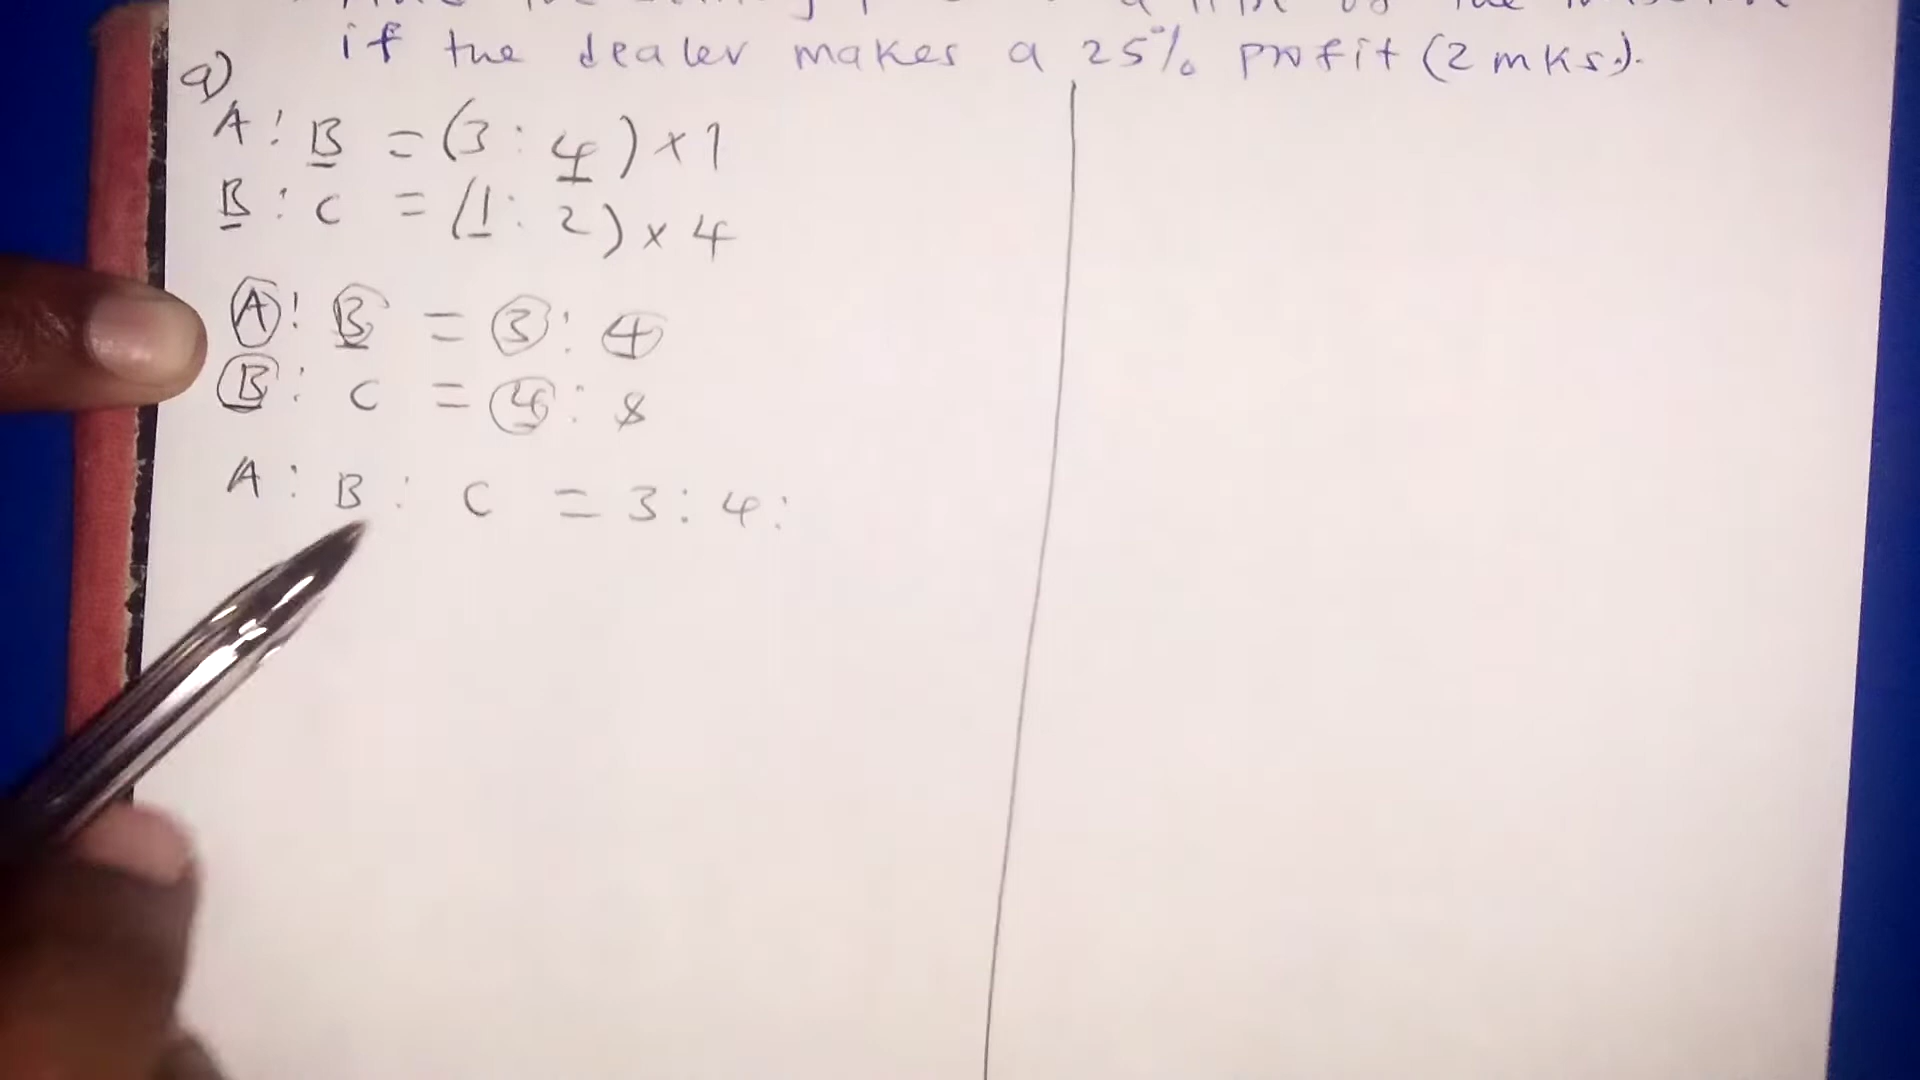 if the dealer makes a 25% profit (2 mks).
a)
A : B = (3 : 4) × 1
B : C = (1 : 2) × 4
A : B = 3 : 4
B : C = 4 : 8
A : B : C = 3 : 4 :